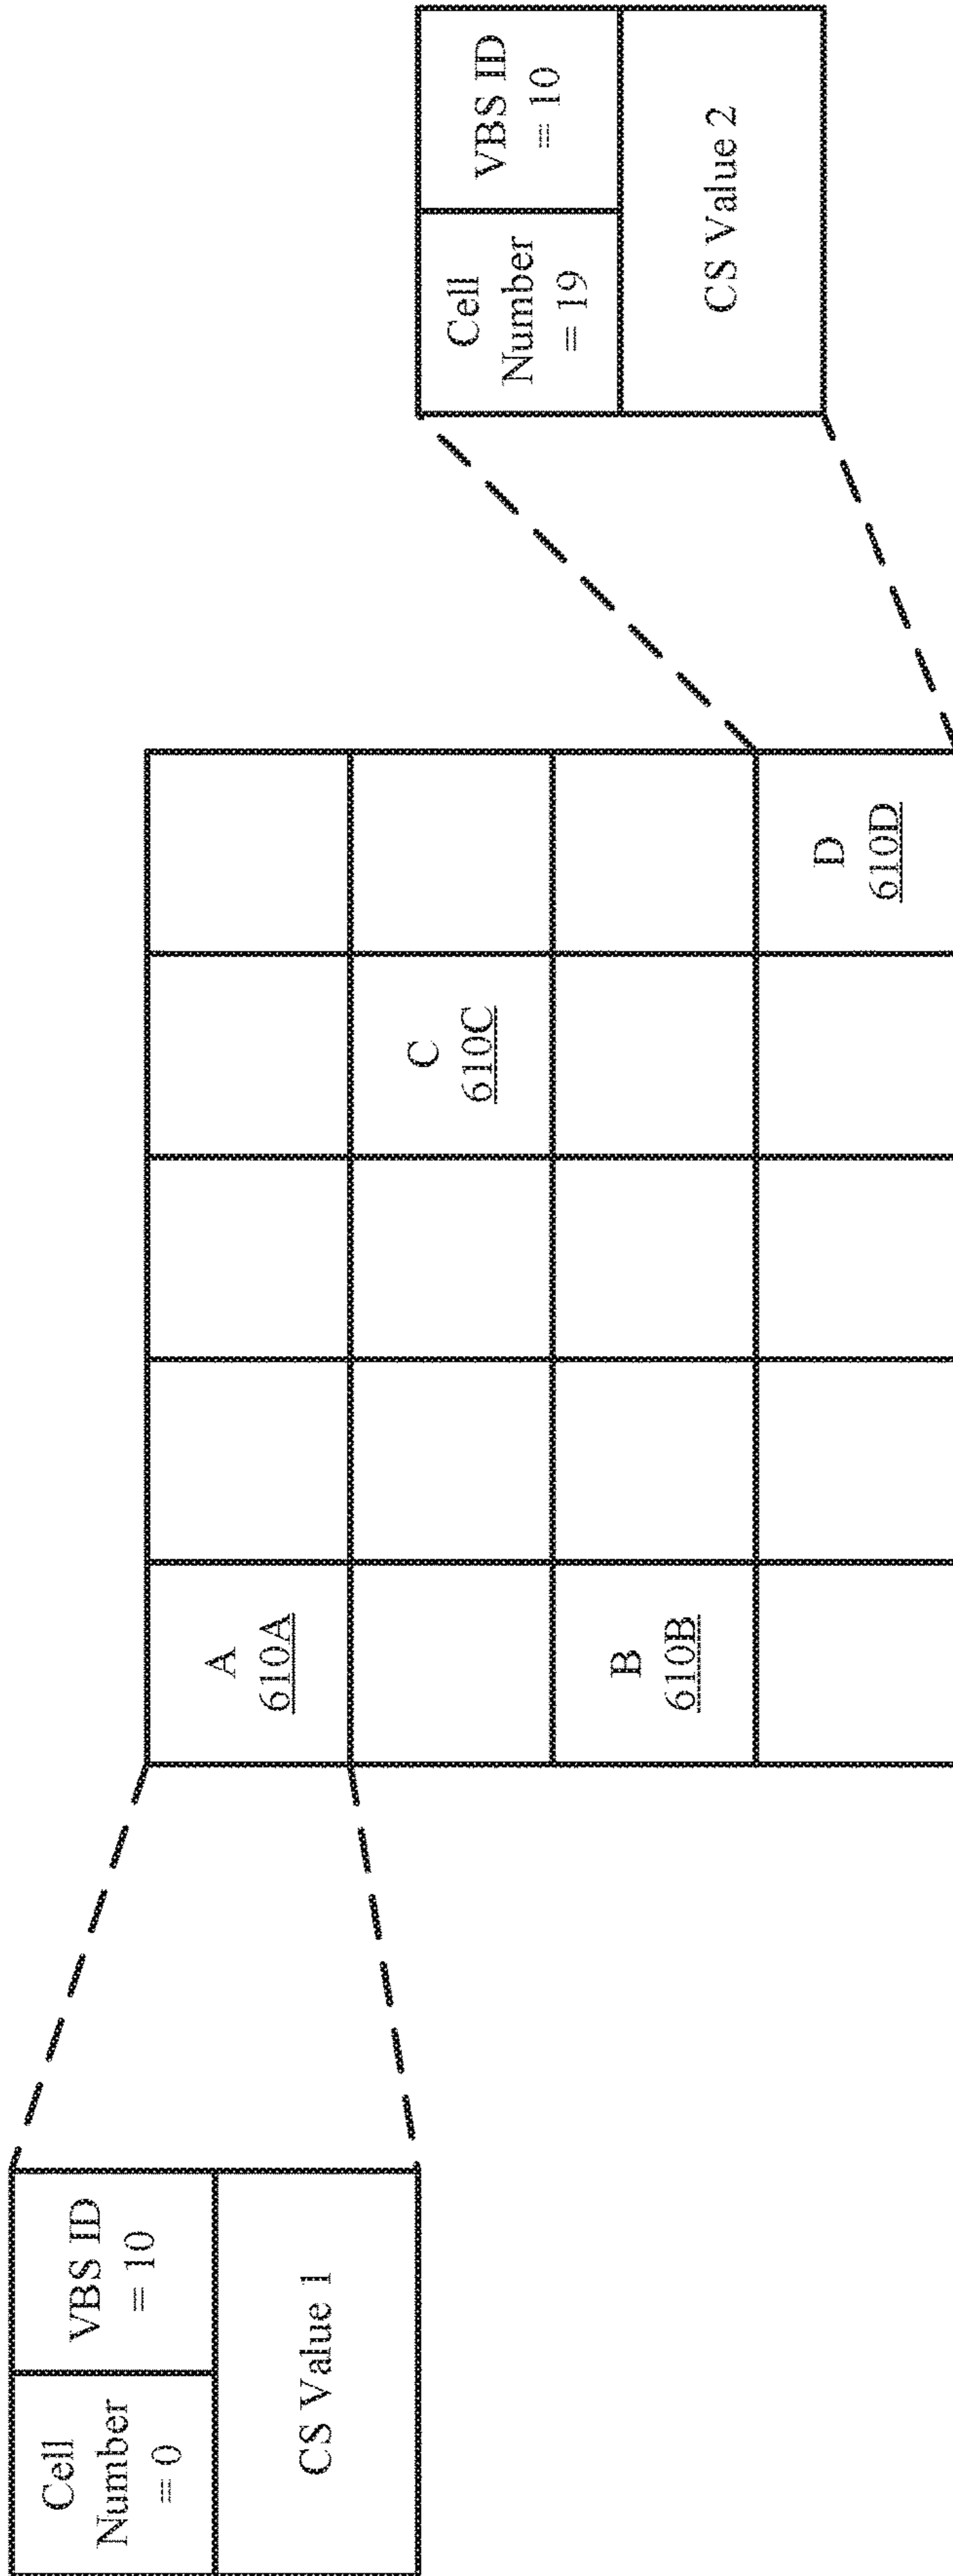 Cell
Number
= 0
VBS ID
= 10
CS Value 1
A
610A
C
610C
B
610B
D
610D
Cell
Number
= 19
VBS ID
= 10
CS Value 2